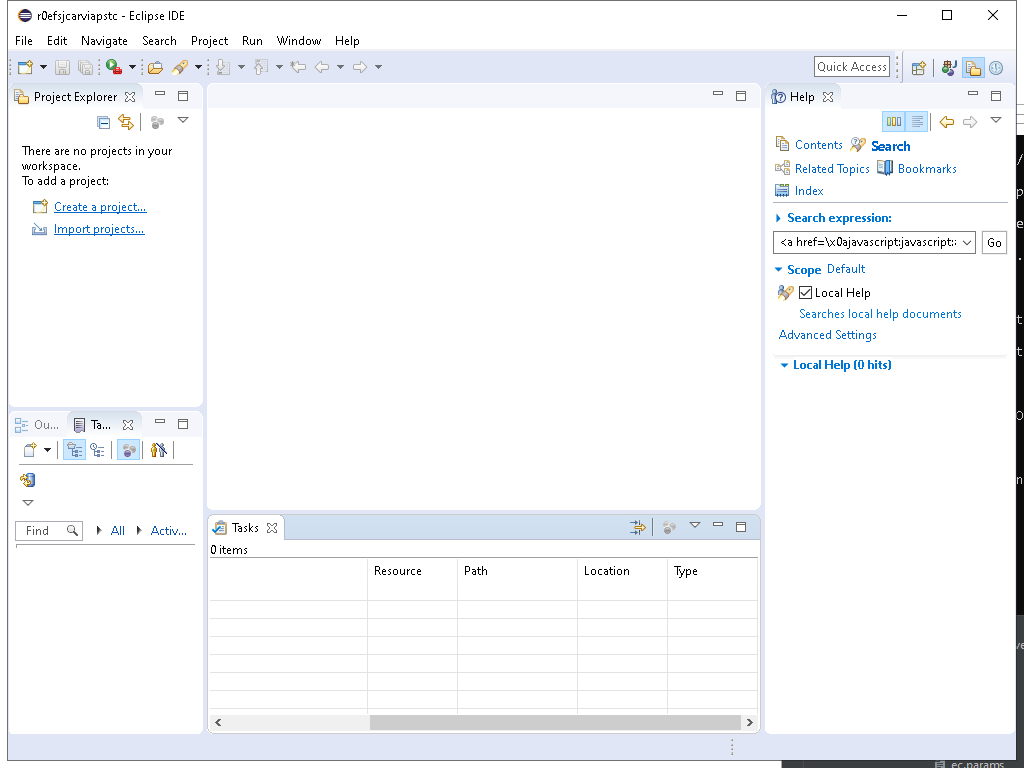 r0efsjcarviapstc - Eclipse IDE
File Edit Navigate Search Project Run Window Help
Quick Access
Project Explorer
Help
There are no projects in your
workspace.
To add a project:
Create a project...
Import projects...
Contents Search
Related Topics Bookmarks
Index
Search expression:
<a href=\x0ajavascript:javascript:
Go
Scope Default
Local Help
Searches local help documents
Advanced Settings
Local Help (0 hits)
Ou... Ta...
Find All Activ...
Tasks
0 items
Resource Path Location Type
ec.params